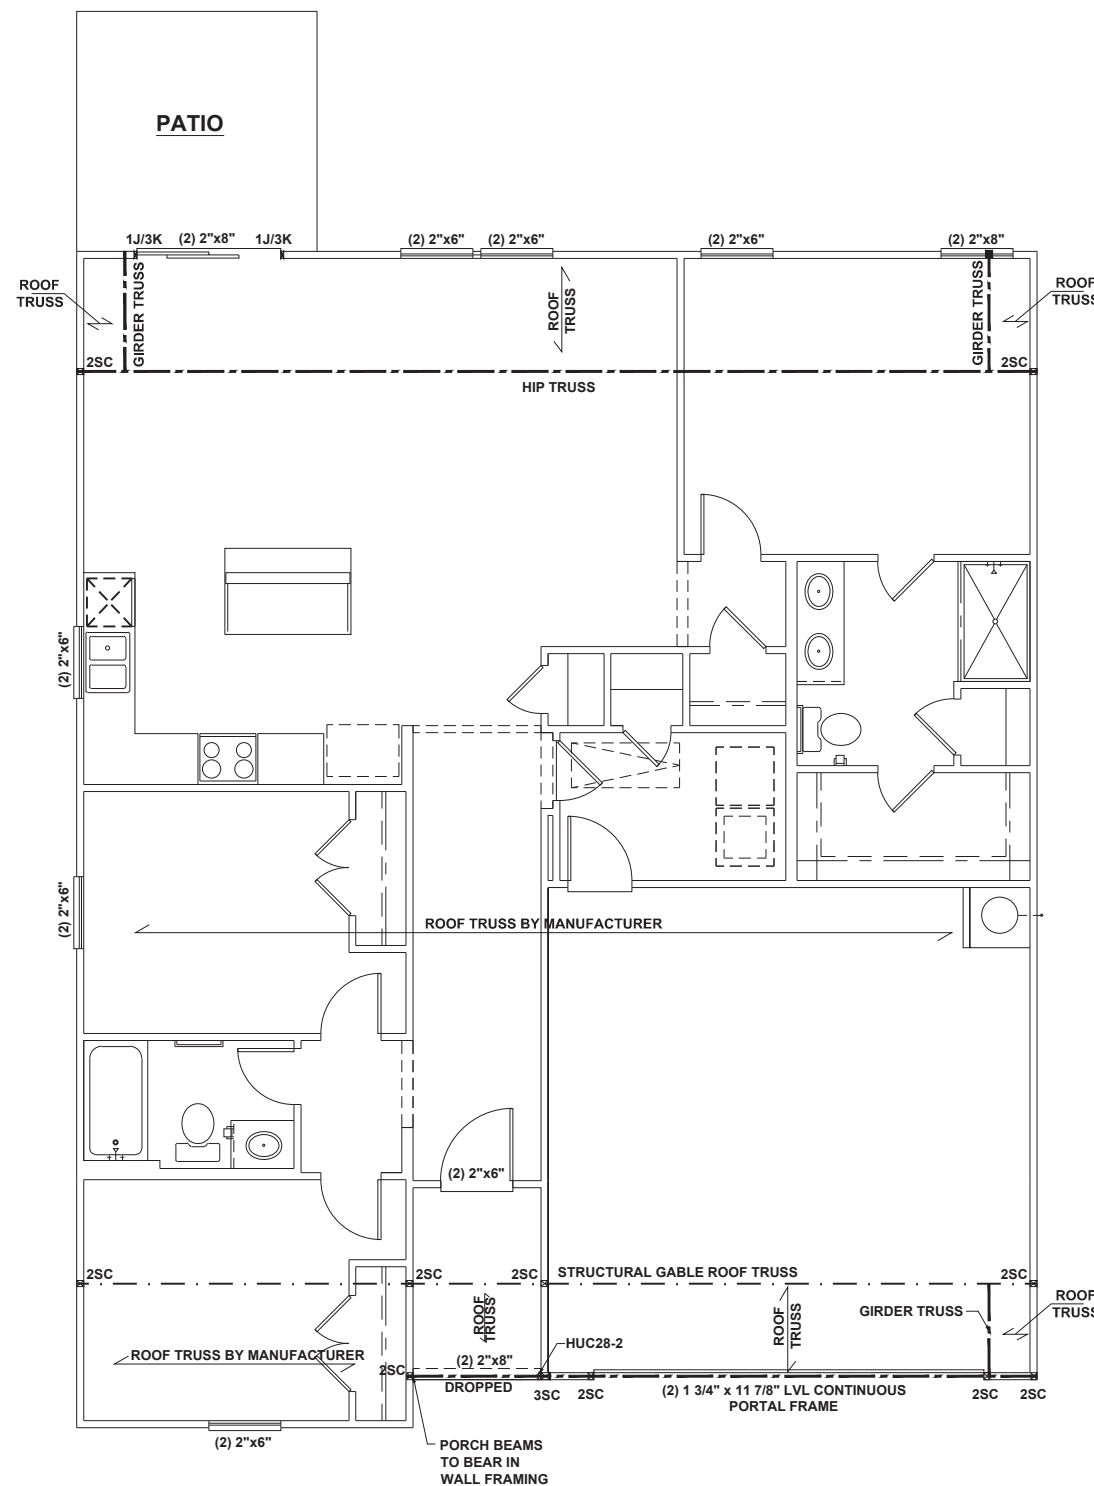 PATIO
1J/3K
(2) 2"x8"
1J/3K
(2) 2"x6"
(2) 2"x6"
(2) 2"x6"
(2) 2"x8"
ROOF
TRUSS
GIRDER TRUSS
ROOF
TRUSS
GIRDER TRUSS
ROOF
TRUSS
2SC
2SC
HIP TRUSS
(2) 2"x6"
(2) 2"x6"
ROOF TRUSS BY MANUFACTURER
(2) 2"x6"
2SC
2SC
2SC
STRUCTURAL GABLE ROOF TRUSS
2SC
ROOF
TRUSS
ROOF
TRUSS
GIRDER TRUSS
ROOF
TRUSS
HUC28-2
ROOF TRUSS BY MANUFACTURER
(2) 2"x8"
2SC
DROPPED
3SC
2SC
(2) 1 3/4" x 11 7/8" LVL CONTINUOUS
PORTAL FRAME
2SC
2SC
(2) 2"x6"
PORCH BEAMS
TO BEAR IN
WALL FRAMING